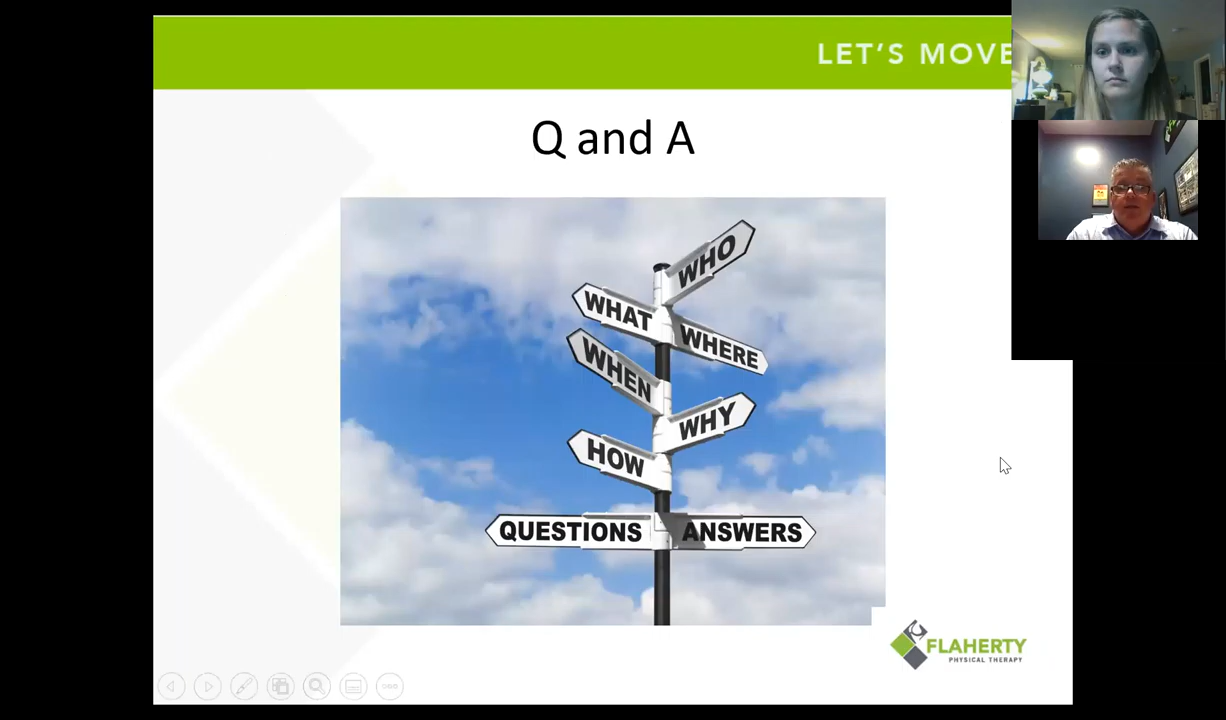 LET'S MOVE
Q and A
WHO
WHAT
WHERE
WHEN
WHY
HOW
QUESTIONS ANSWERS
FLAHERTY
PHYSICAL THERAPY